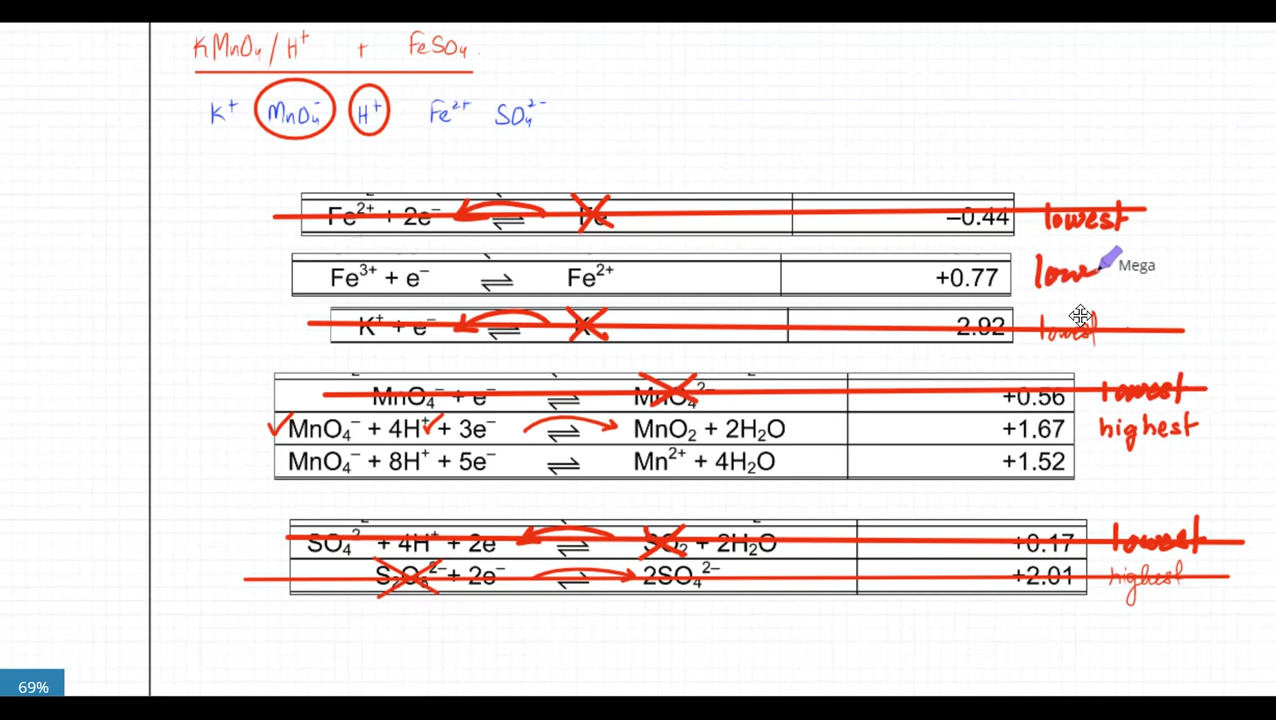 KMnO₄/H⁺ + FeSO₄
K⁺ MnO₄⁻ H⁺ Fe²⁺ SO₄²⁻
Fe²⁺ + 2e⁻ ⇌ Fe –0.44 lowest
Fe³⁺ + e⁻ ⇌ Fe²⁺ +0.77 lowe
Mega
K⁺ + e⁻ ⇌ K 2.92 lowest
MnO₄⁻ + e⁻ ⇌ MnO₄²⁻ +0.56 lowest
MnO₄⁻ + 4H⁺ + 3e⁻ ⇌ MnO₂ + 2H₂O +1.67 highest
MnO₄⁻ + 8H⁺ + 5e⁻ ⇌ Mn²⁺ + 4H₂O +1.52
SO₄²⁻ + 4H⁺ + 2e⁻ ⇌ SO₂ + 2H₂O +0.17 lowest
S₂O₈²⁻ + 2e⁻ ⇌ 2SO₄²⁻ +2.01 highest
69%